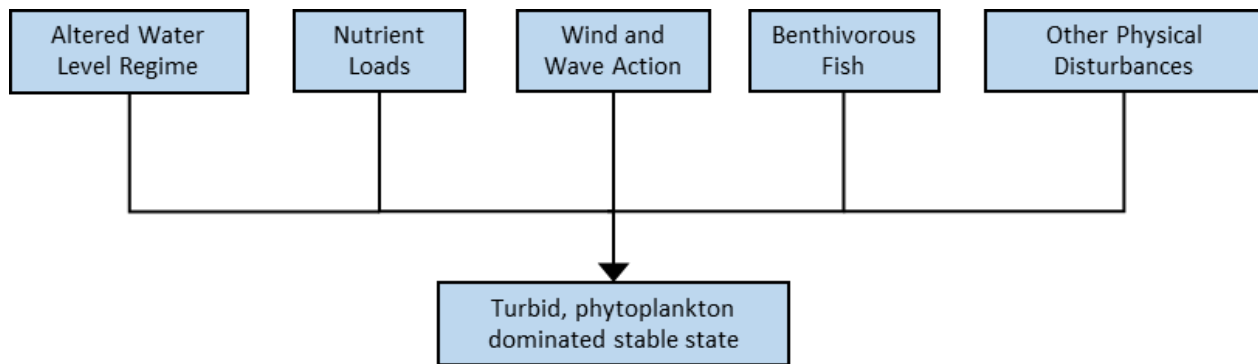 Altered Water
Level Regime
Nutrient
Loads
Wind and
Wave Action
Benthivorous
Fish
Other Physical
Disturbances
Turbid, phytoplankton
dominated stable state